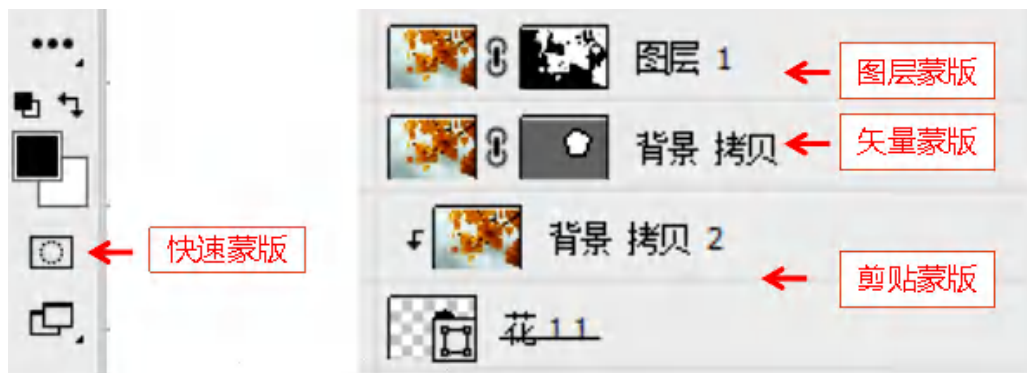 图层 1
图层蒙版
背景 拷贝
矢量蒙版
快速蒙版
背景 拷贝 2
剪贴蒙版
花 1 1